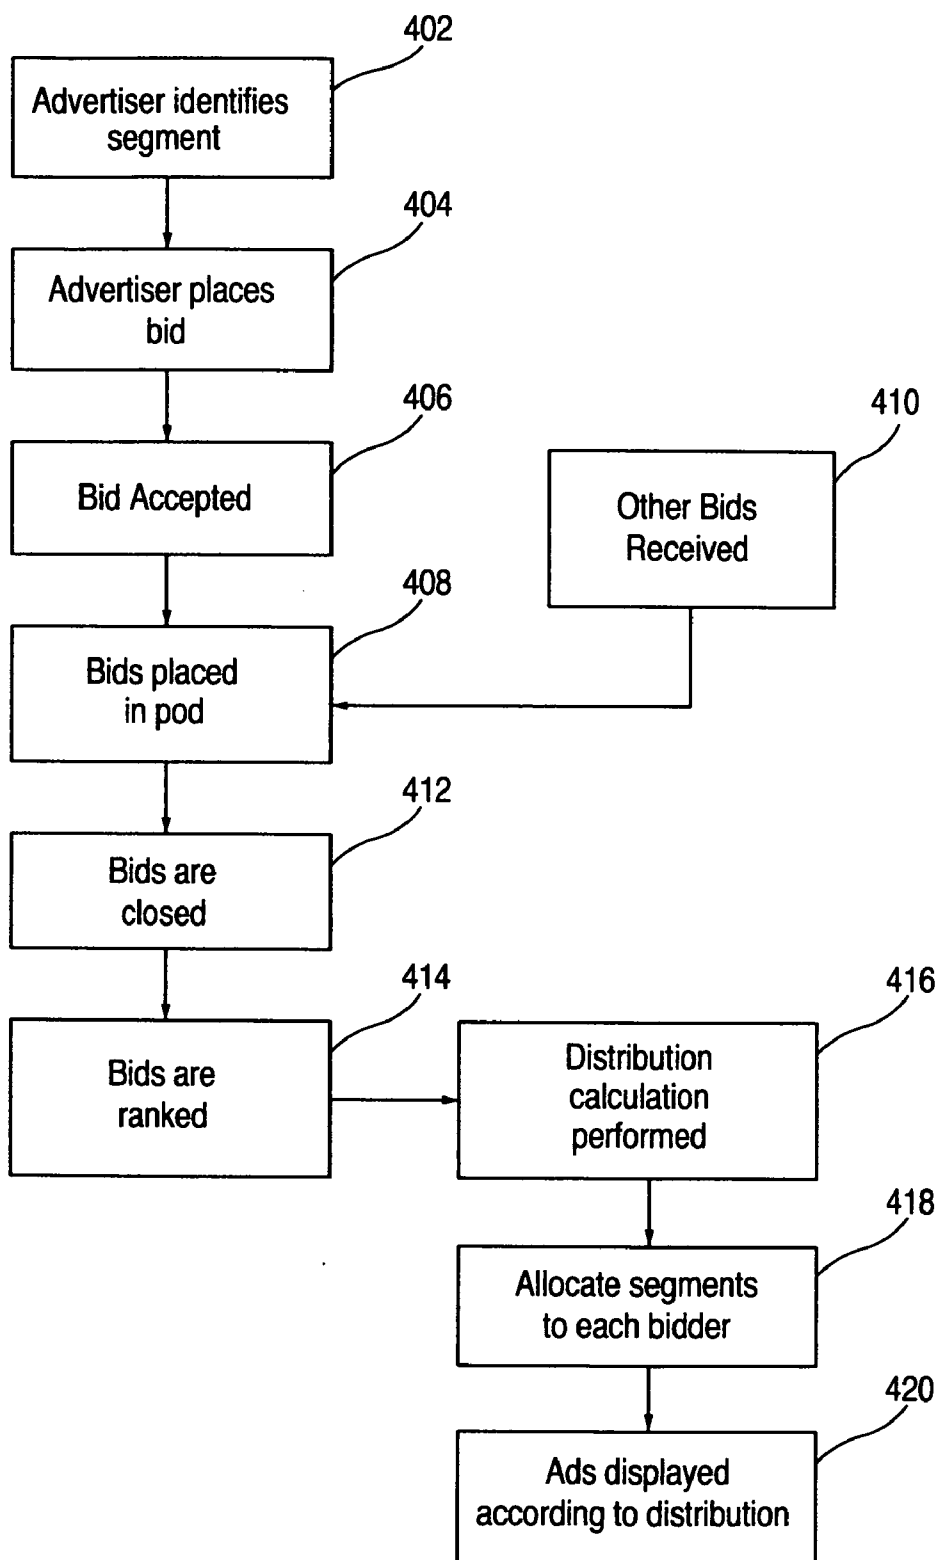 402
Advertiser identifies
segment
404
Advertiser places
bid
406
Bid Accepted
410
Other Bids
Received
408
Bids placed
in pod
412
Bids are
closed
414
Bids are
ranked
416
Distribution
calculation
performed
418
Allocate segments
to each bidder
420
Ads displayed
according to distribution